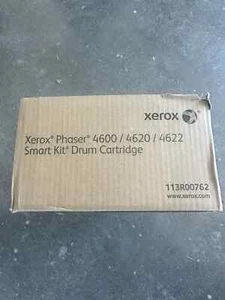 xerox
Xerox® Phaser® 4600 / 4620 / 4622
Smart Kit® Drum Cartridge
113R00762
www.xerox.com